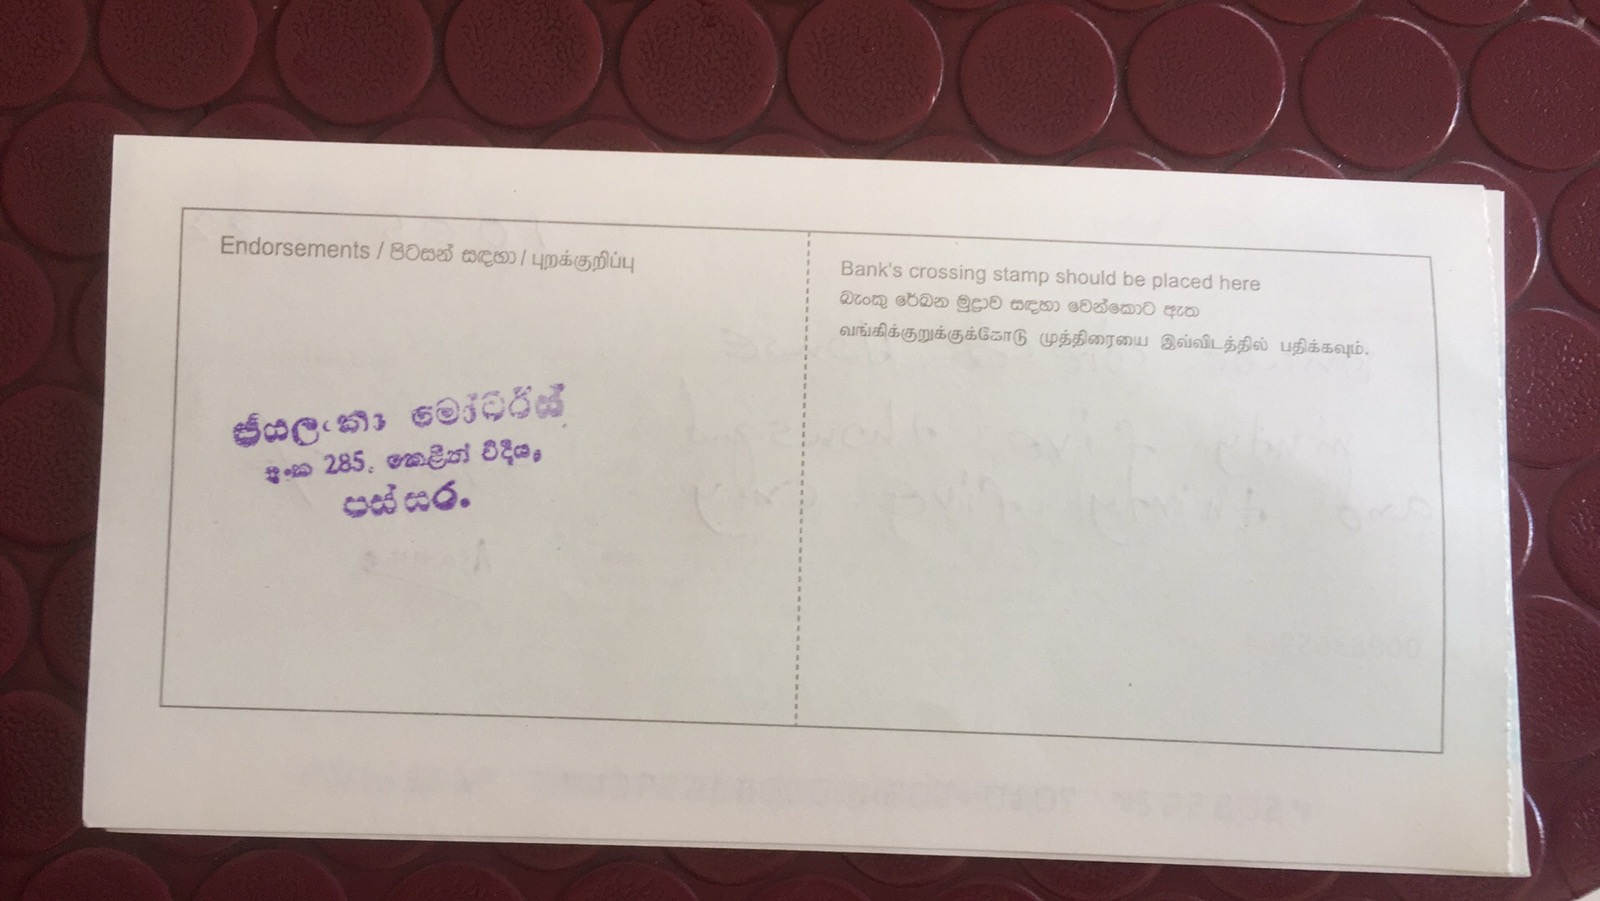 Endorsements / පිටසන් සඳහා / புறக்குறிப்பு
Bank's crossing stamp should be placed here
බැංකු රේඛන මුද්‍රාව සඳහා වෙන්කොට ඇත
வங்கிக்குறுக்குக்கோடு முத்திரையை இவ்விடத்தில் பதிக்கவும்.
ජයලංකා මෝටර්ස්
අංක 285, කොළින් වීදිය,
පස්සර.